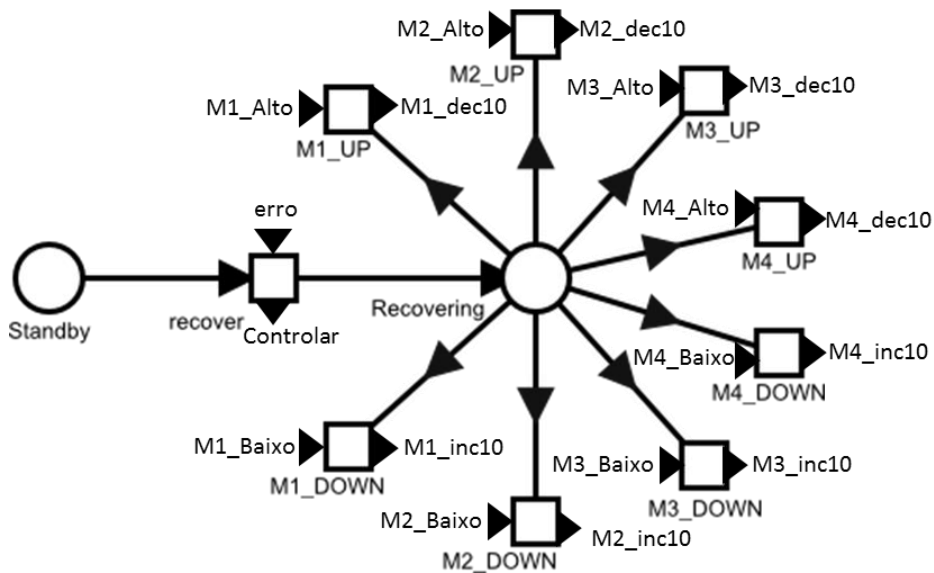 M2_Alto
M2_dec10
M2_UP
M3_Alto
M3_dec10
M3_UP
M1_Alto
M1_dec10
M1_UP
erro
M4_Alto
M4_dec10
M4_UP
Standby
recover
Controlar
Recovering
M4_Baixo
M4_inc10
M4_DOWN
M1_Baixo
M1_inc10
M1_DOWN
M3_Baixo
M3_inc10
M3_DOWN
M2_Baixo
M2_inc10
M2_DOWN